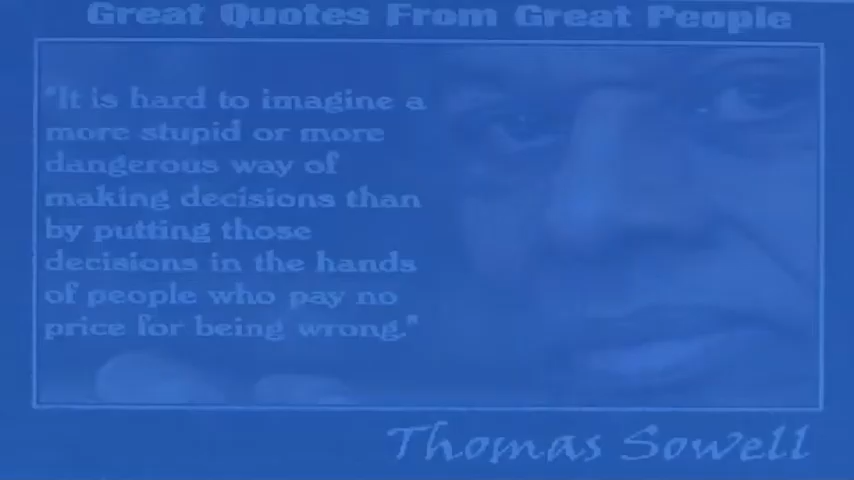 Great Quotes From Great People
"It is hard to imagine a
more stupid or more
dangerous way of
making decisions than
by putting those
decisions in the hands
of people who pay no
price for being wrong."
Thomas Sowell